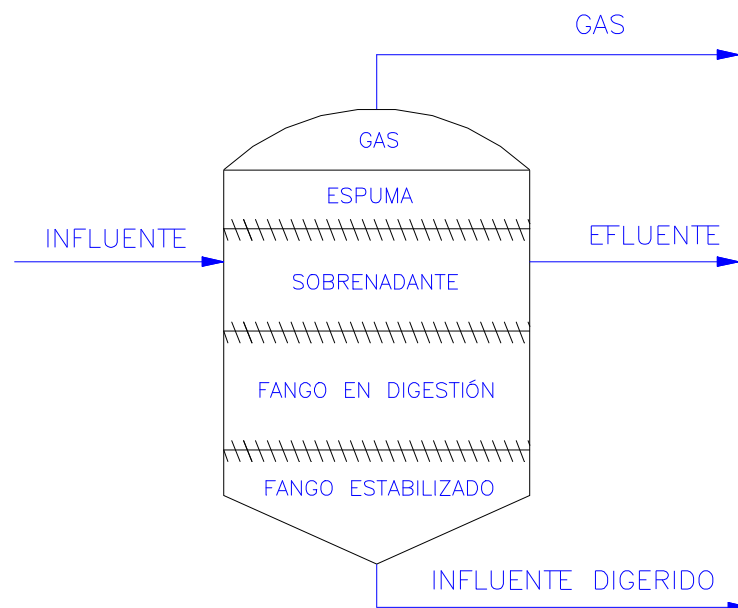 GAS
GAS
ESPUMA
INFLUENTE
EFLUENTE
SOBRENADANTE
FANGO EN DIGESTIÓN
FANGO ESTABILIZADO
INFLUENTE DIGERIDO